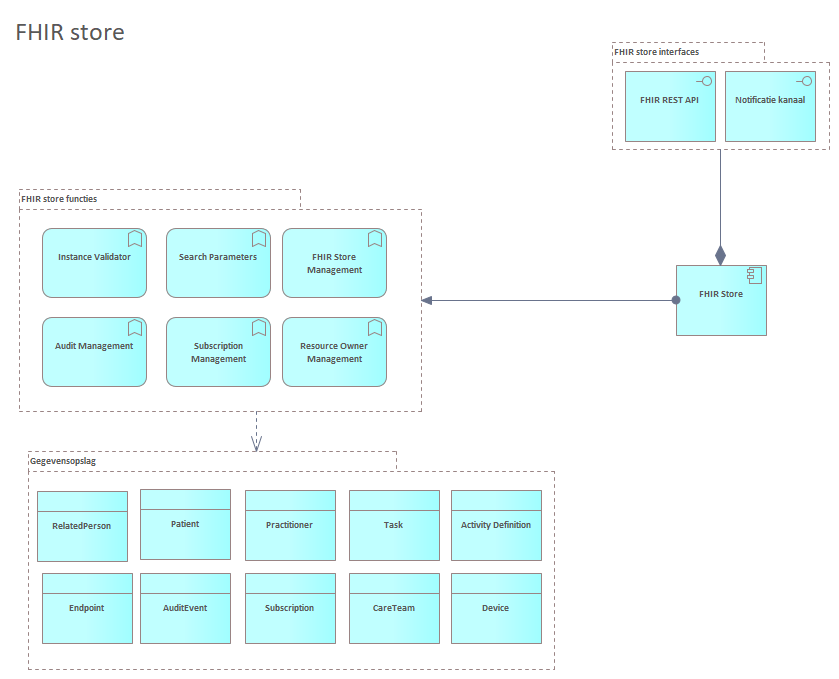 FHIR store
FHIR store interfaces
FHIR REST API
Notificatie kanaal
FHIR store functies
Instance Validator
Search Parameters
FHIR Store
Management
FHIR Store
Audit Management
Subscription
Management
Resource Owner
Management
Gegevensopslag
RelatedPerson
Patient
Practitioner
Task
Activity Definition
Endpoint
AuditEvent
Subscription
CareTeam
Device